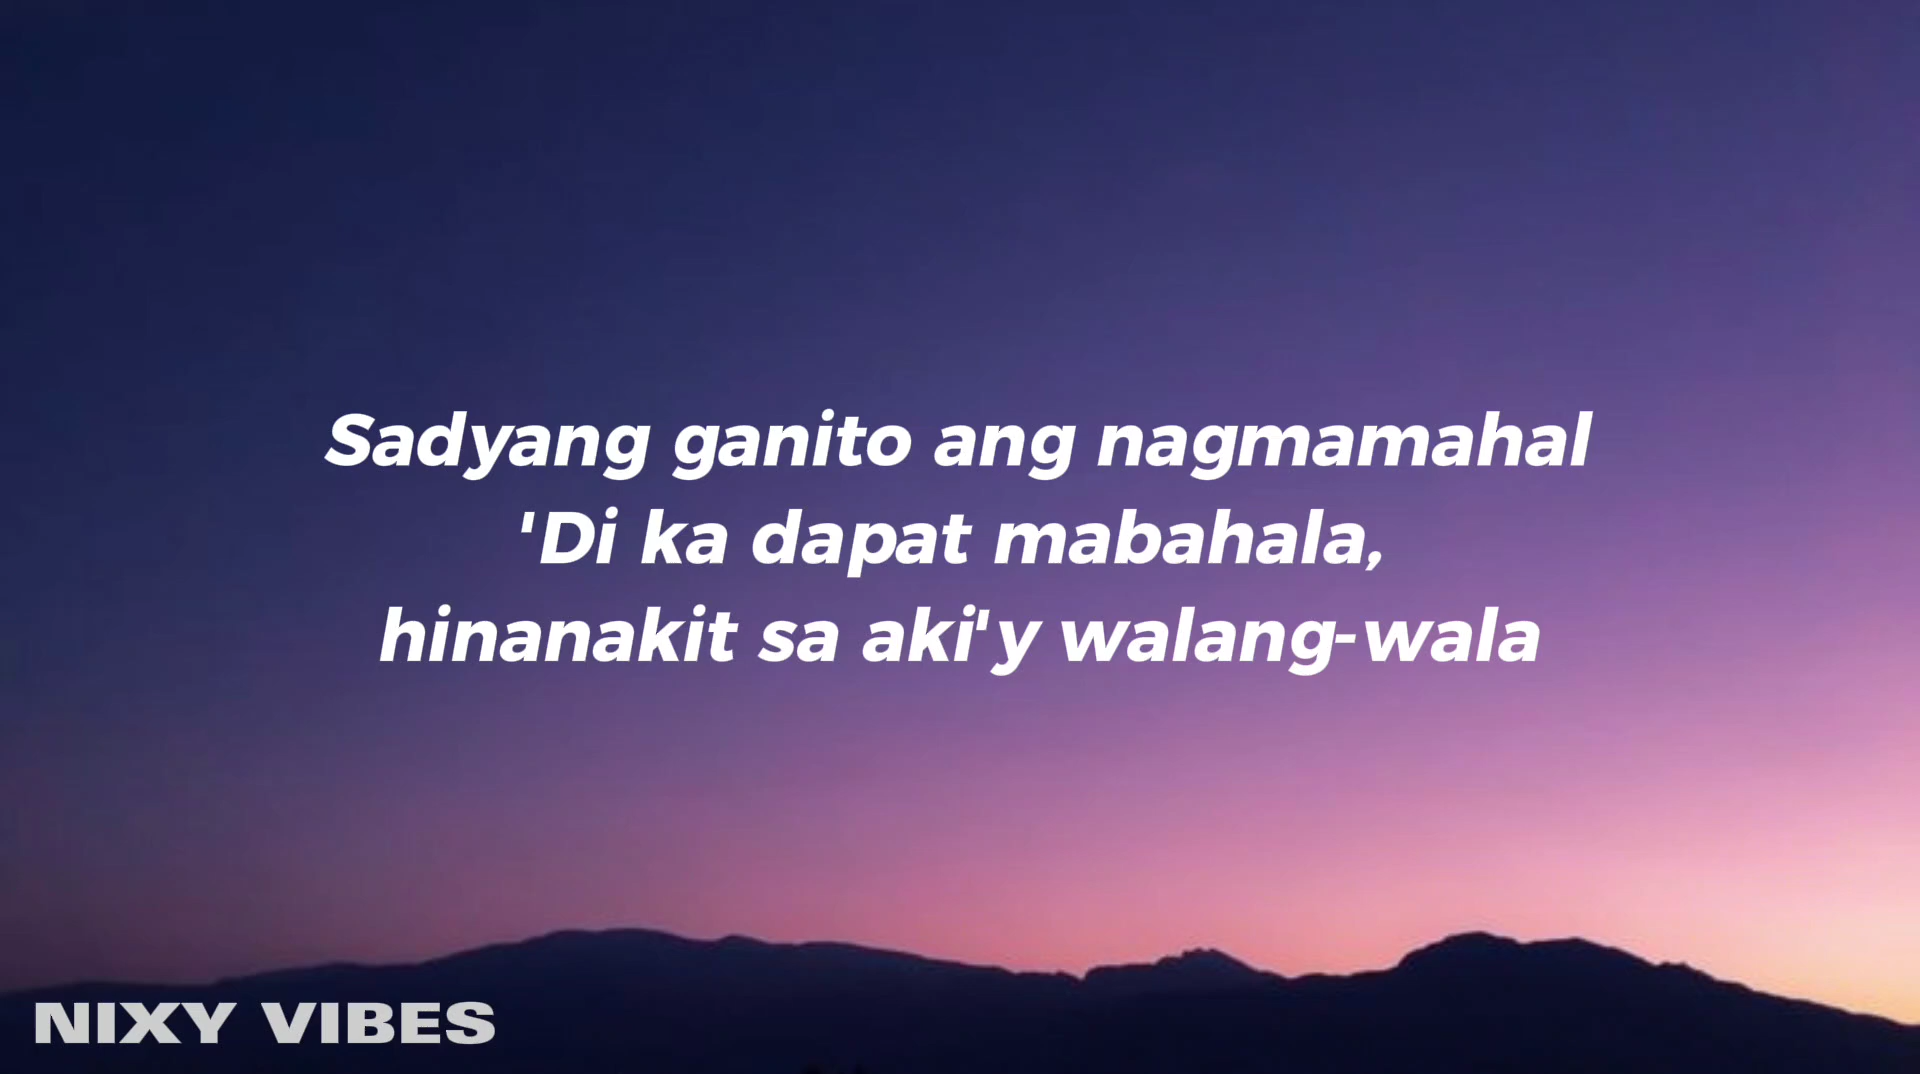 Sadyang ganito ang nagmamahal
'Di ka dapat mabahala,
hinanakit sa aki'y walang-wala
NIXY VIBES